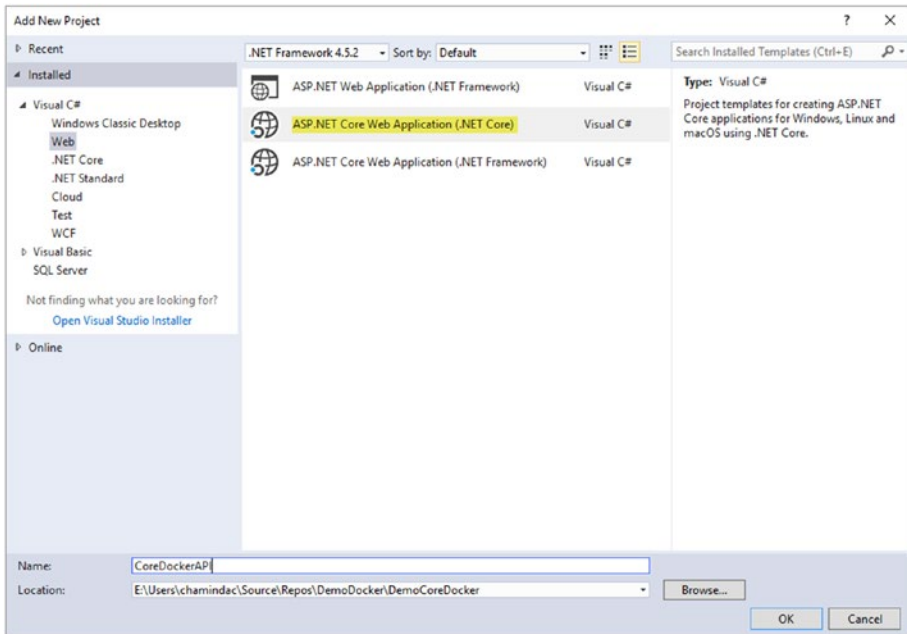 Add New Project
?
Recent
Installed
Visual C#
Windows Classic Desktop
Web
.NET Core
.NET Standard
Cloud
Test
WCF
Visual Basic
SQL Server
Not finding what you are looking for?
Open Visual Studio Installer
Online
.NET Framework 4.5.2 Sort by: Default
ASP.NET Web Application (.NET Framework) Visual C#
ASP.NET Core Web Application (.NET Core) Visual C#
ASP.NET Core Web Application (.NET Framework) Visual C#
Search Installed Templates (Ctrl+E)
Type: Visual C#
Project templates for creating ASP.NET
Core applications for Windows, Linux and
macOS using .NET Core.
Name: CoreDockerAPI
Location: E:\Users\chamindac\Source\Repos\DemoDocker\DemoCoreDocker Browse...
OK Cancel